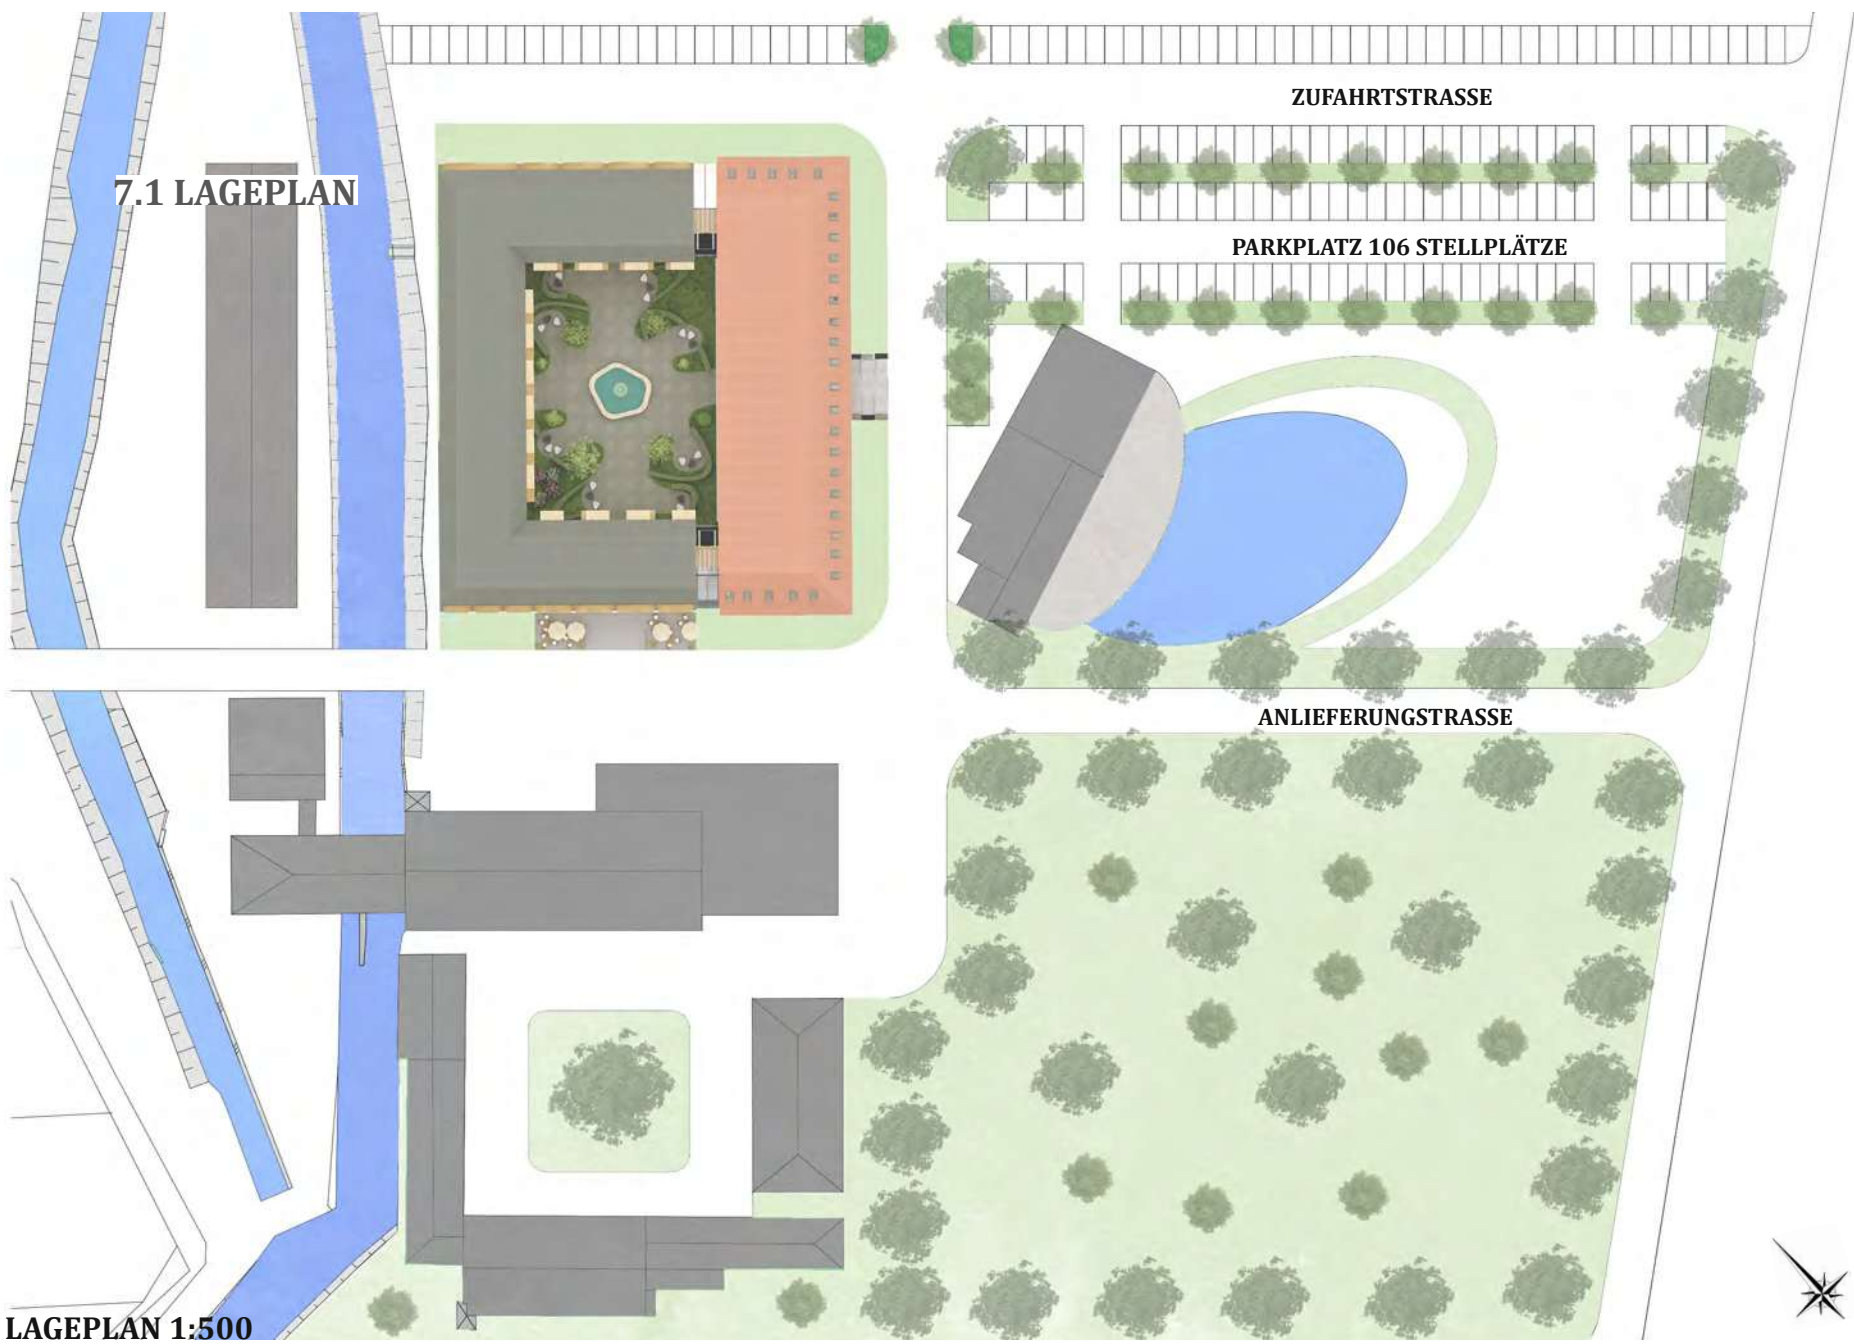 ZUFAHRTSTRASSE
7.1 LAGEPLAN
PARKPLATZ 106 STELLPLÄTZE
ANLIEFERUNGSTRASSE
LAGEPLAN 1:500